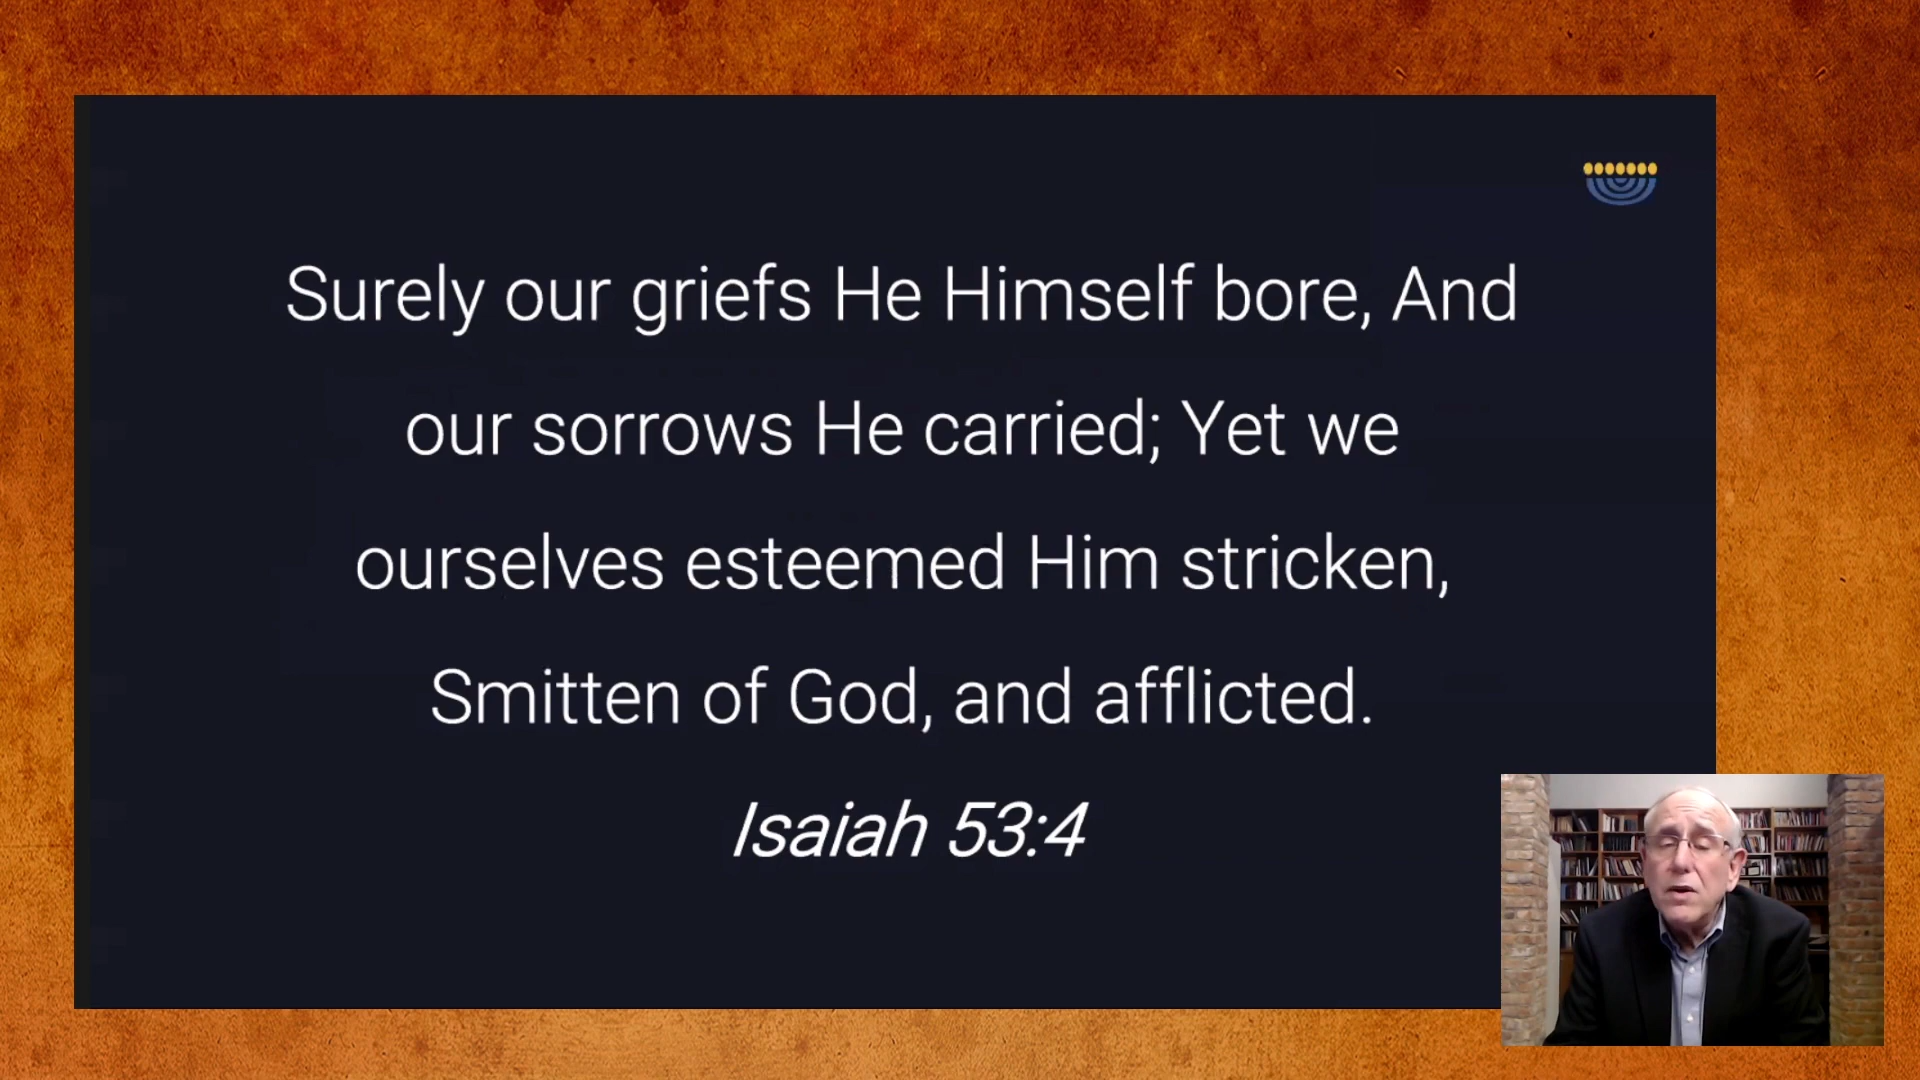 Surely our griefs He Himself bore, And
our sorrows He carried; Yet we
ourselves esteemed Him stricken,
Smitten of God, and afflicted.
Isaiah 53:4